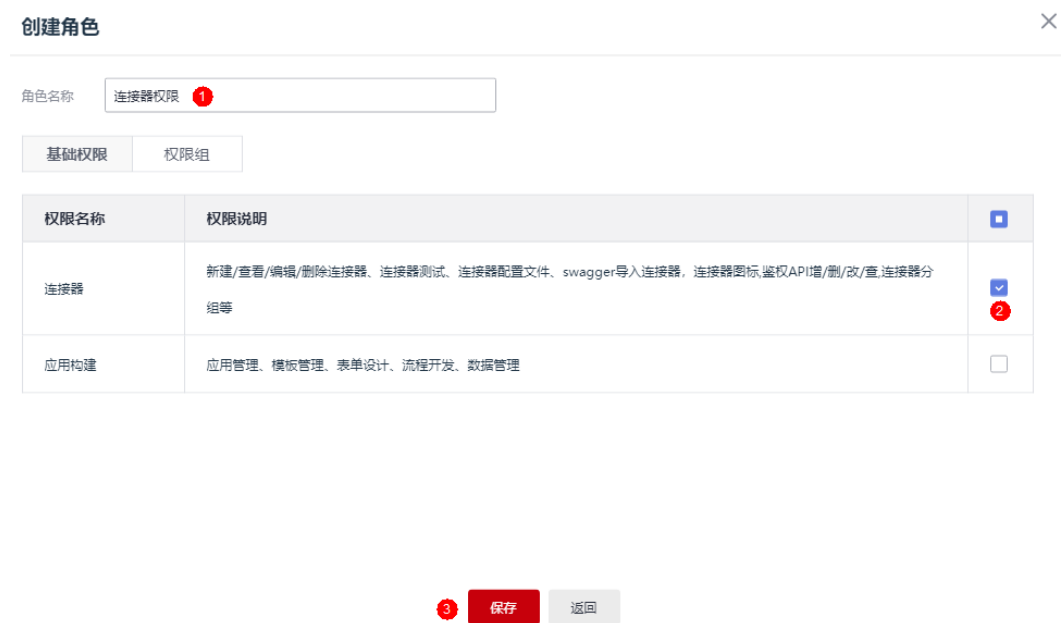 创建角色
角色名称 连接器权限 1
基础权限 权限组
权限名称 权限说明
连接器 新建/查看/编辑/删除连接器、连接器测试、连接器配置文件、swagger导入连接器，连接器图标,鉴权API增/删/改/查,连接器分
组等
2
应用构建 应用管理、模板管理、表单设计、流程开发、数据管理
3 保存 返回